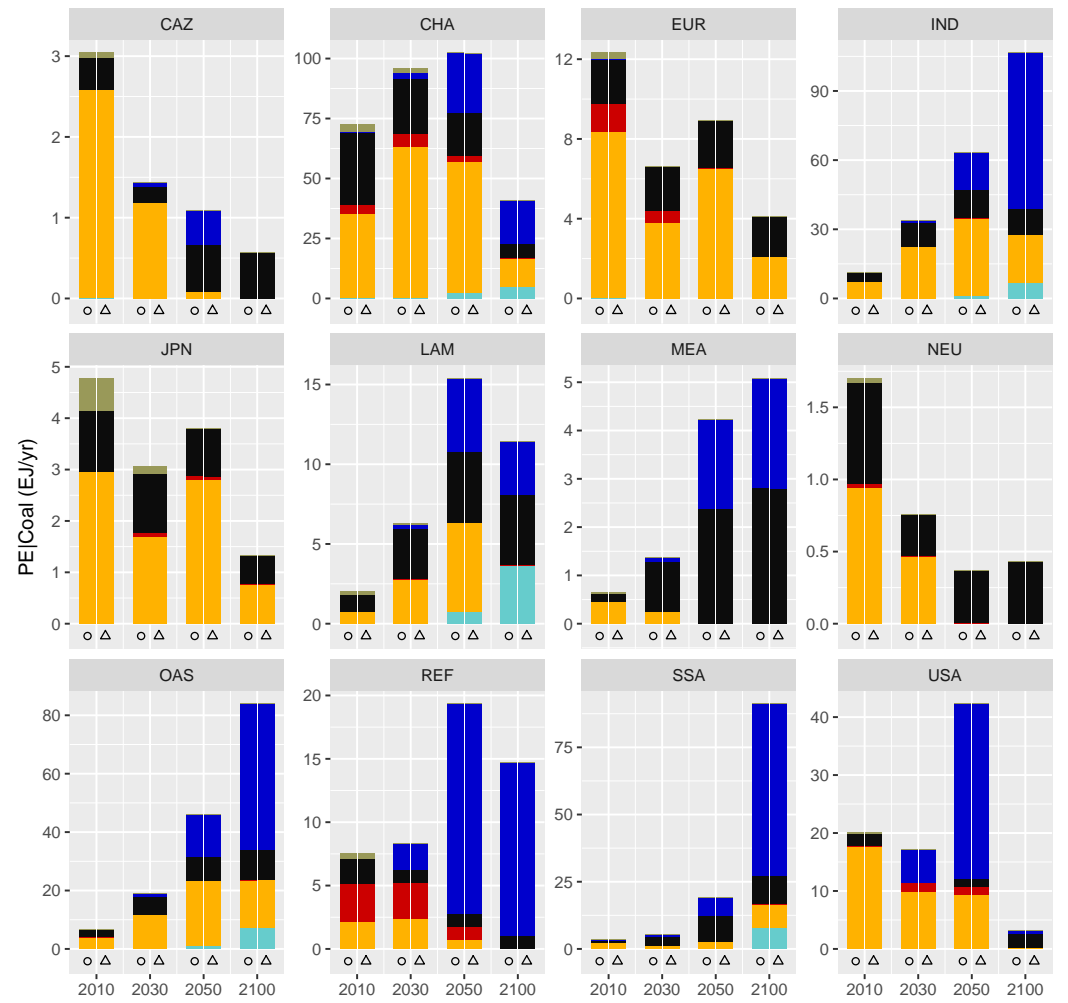 CAZ CHA EUR IND
3 100 12 90
2 75 8 60
1 50 4 30
0 25 0 0
0
JPN LAM MEA NEU
5 15 5 1.5
4 10 4 1.0
3 5 3 0.5
2 0 2 0.0
1 1
0 0
PE|Coal (EJ/yr)
OAS REF SSA USA
80 20 75 40
60 15 50 30
40 10 25 20
20 5 0 10
0 0 0
2010 2030 2050 2100 2010 2030 2050 2100 2010 2030 2050 2100 2010 2030 2050 2100